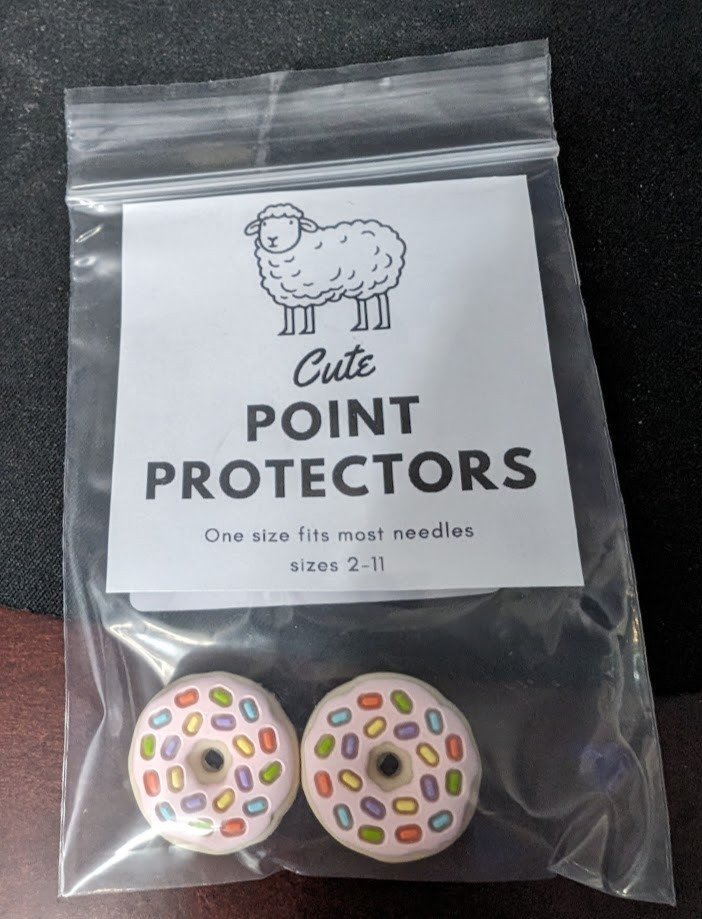 Cute
POINT
PROTECTORS
One size fits most needles
sizes 2-11